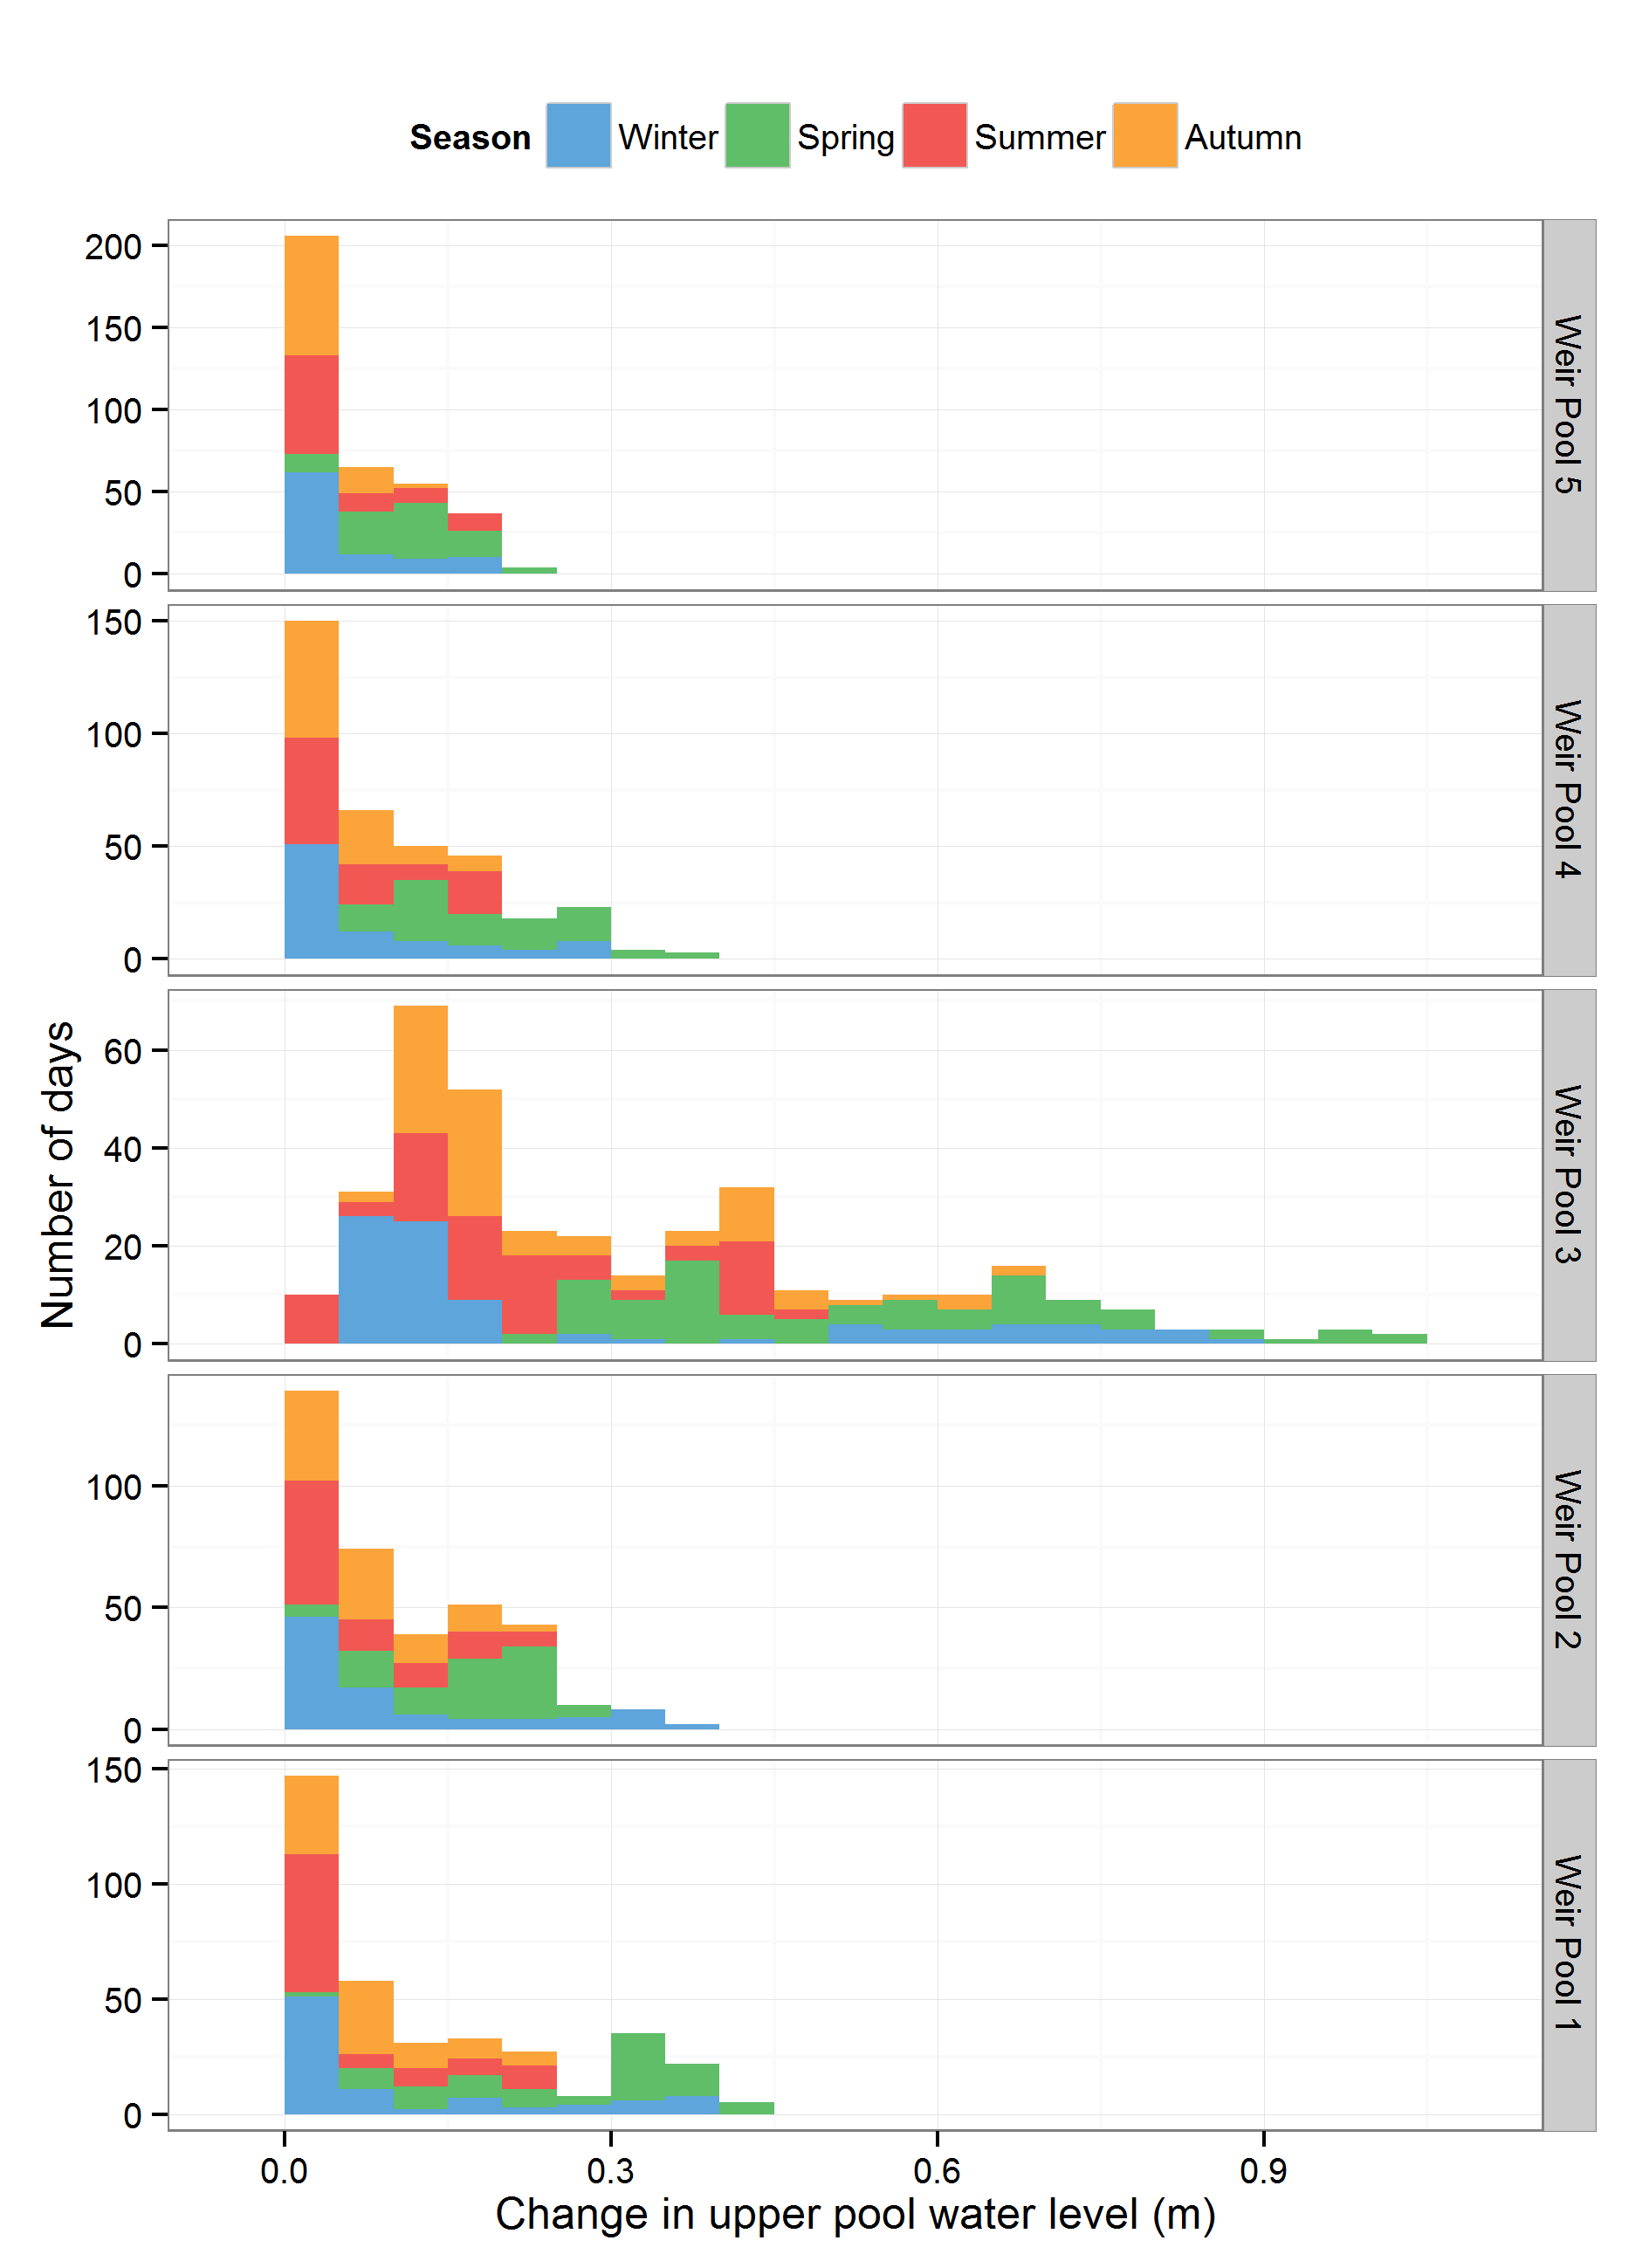 Season Winter Spring Summer Autumn
200
150
100
50
0
Weir Pool 5
150
100
50
0
Weir Pool 4
60
40
20
0
Weir Pool 3
Number of days
100
50
0
Weir Pool 2
150
100
50
0
Weir Pool 1
0.0 0.3 0.6 0.9
Change in upper pool water level (m)